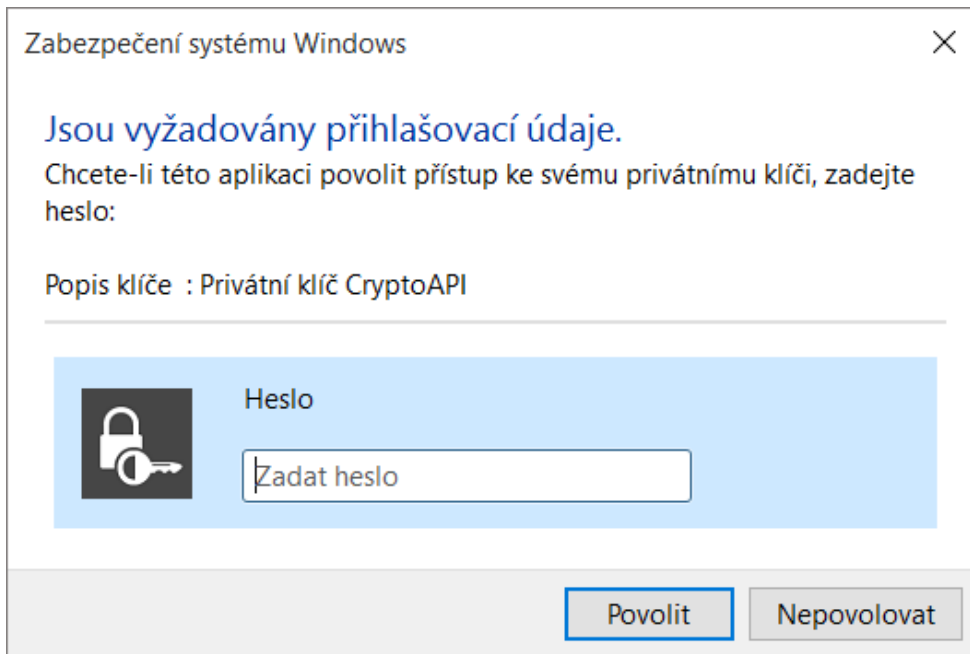 Zabezpečení systému Windows
Jsou vyžadovány přihlašovací údaje.
Chcete-li této aplikaci povolit přístup ke svému privátnímu klíči, zadejte
heslo:
Popis klíče : Privátní klíč CryptoAPI
Heslo
Zadat heslo
Povolit
Nepovolovat